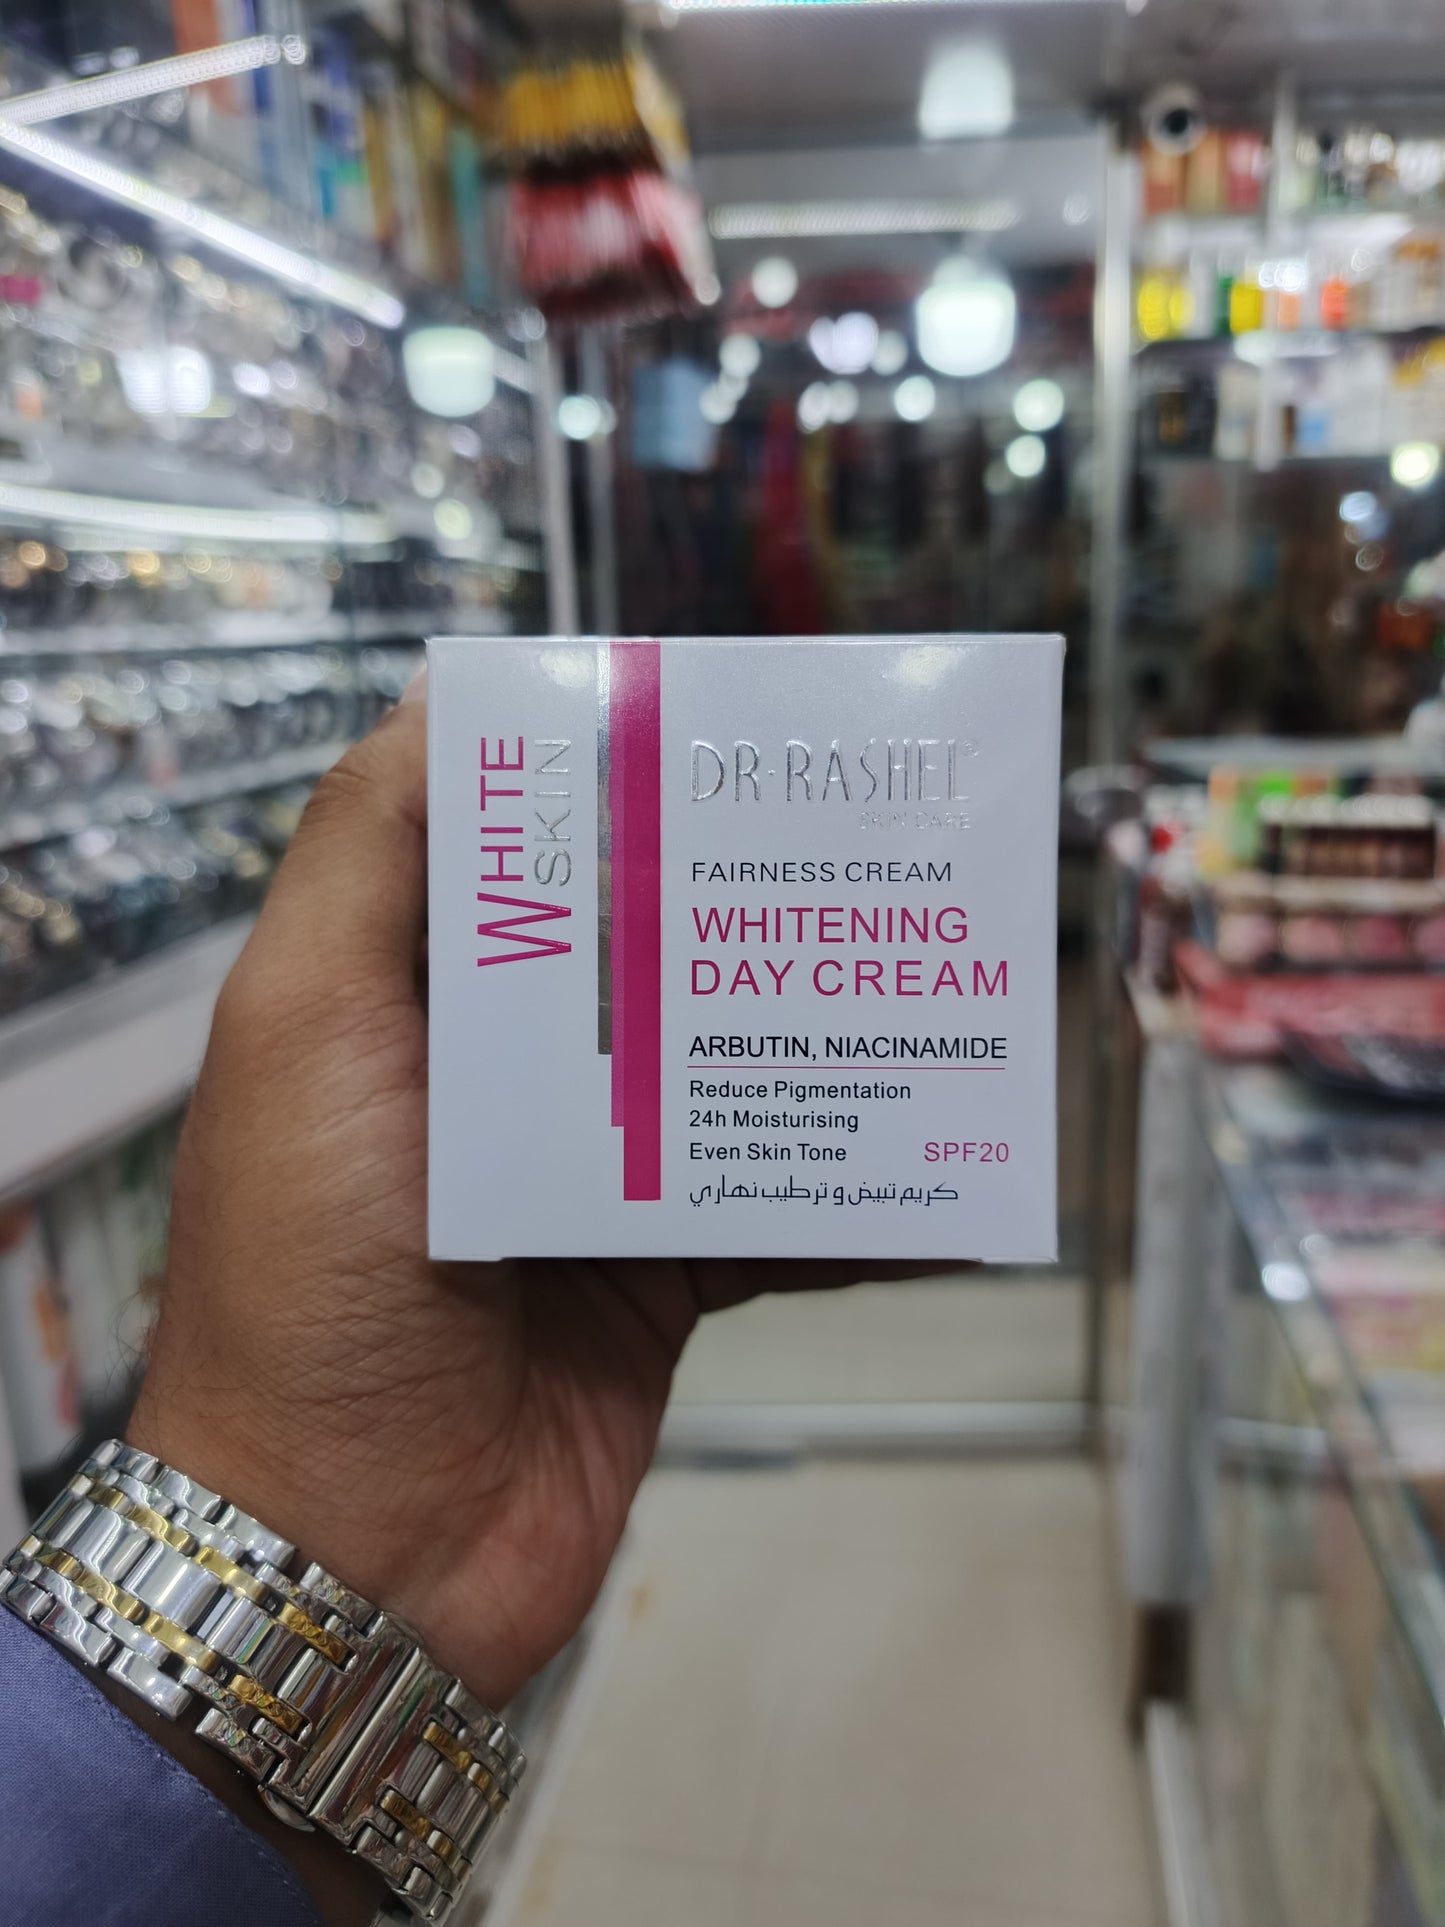 WHITE
SKIN
DR·RASHEL®
SKIN CARE
FAIRNESS CREAM
WHITENING
DAY CREAM
ARBUTIN, NIACINAMIDE
Reduce Pigmentation
24h Moisturising
Even Skin Tone
SPF20
كريم تبيض و ترطيب نهاري